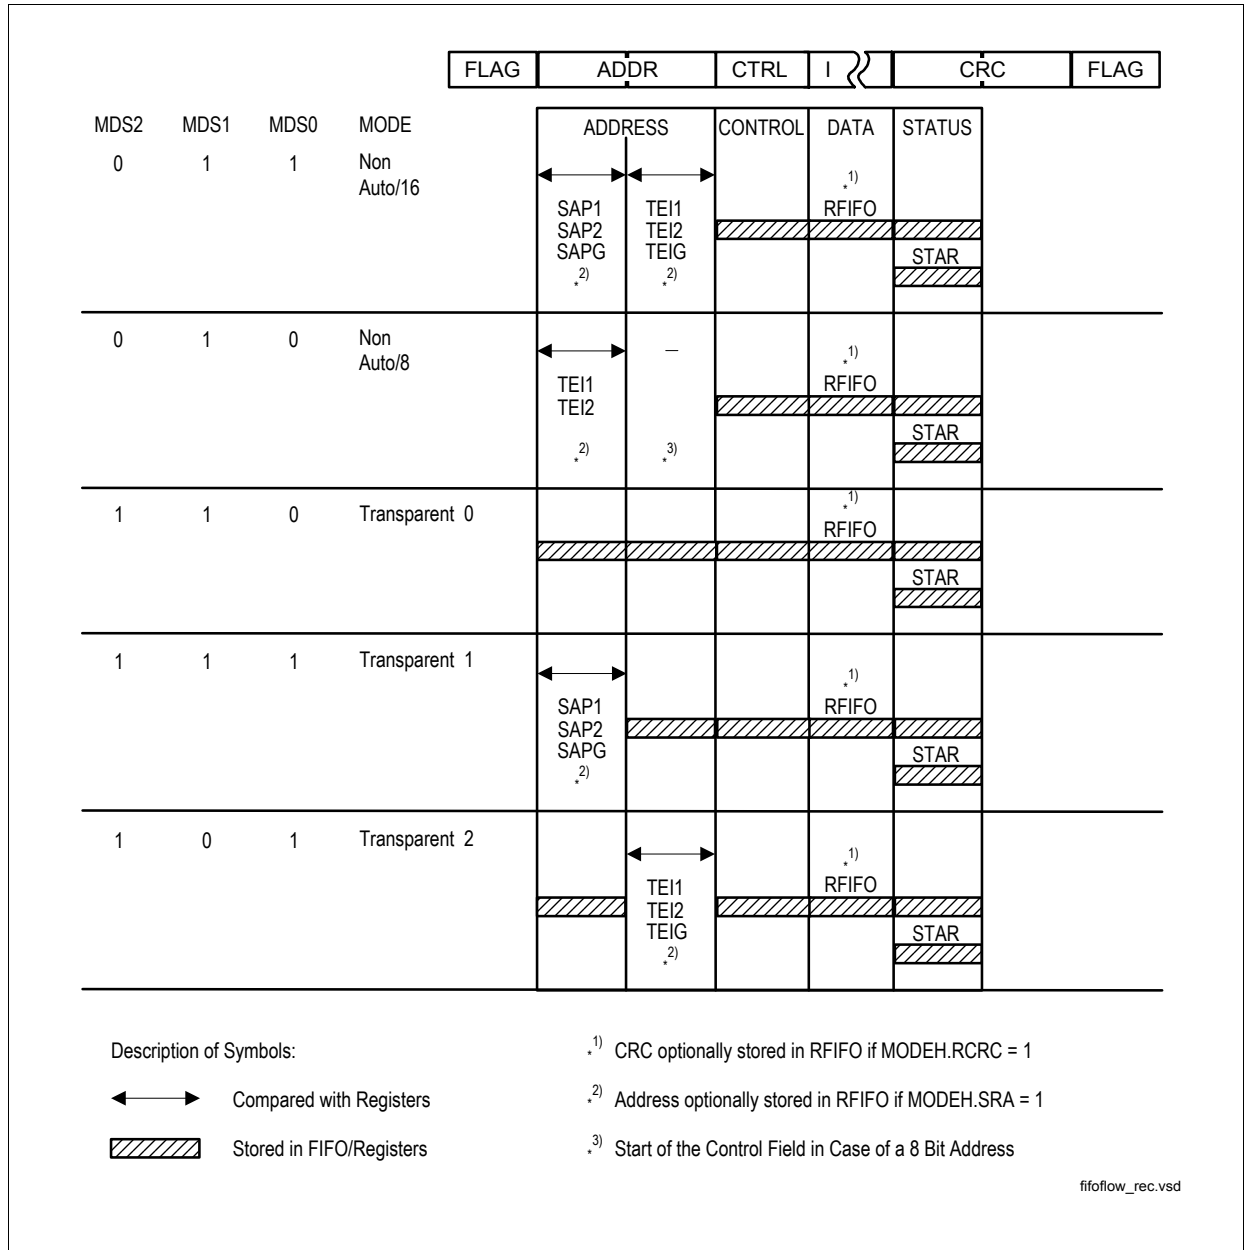 FLAG ADDR CTRL I CRC FLAG
MDS2 MDS1 MDS0 MODE ADDRESS CONTROL DATA STATUS
0 1 1 Non
Auto/16
*1)
SAP1 TEI1 RFIFO
SAP2 TEI2
SAPG TEIG STAR
*2) *2)
0 1 0 Non
Auto/8
– *1)
TEI1 RFIFO
TEI2
STAR
*2) *3)
1 1 0 Transparent 0 *1)
RFIFO
STAR
1 1 1 Transparent 1
*1)
SAP1 RFIFO
SAP2
SAPG STAR
*2)
1 0 1 Transparent 2
*1)
TEI1 RFIFO
TEI2
TEIG STAR
*2)
Description of Symbols: *1) CRC optionally stored in RFIFO if MODEH.RCRC = 1
Compared with Registers *2) Address optionally stored in RFIFO if MODEH.SRA = 1
Stored in FIFO/Registers *3) Start of the Control Field in Case of a 8 Bit Address
fifoflow_rec.vsd